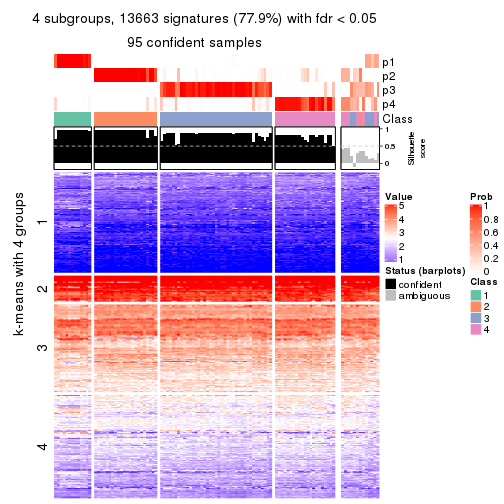 4 subgroups, 13663 signatures (77.9%) with fdr < 0.05
95 confident samples
p1
p2
p3
p4
Class
1
0.5
0
Silhouette
score
k-means with 4 groups
1
2
3
4
Value
5
4
3
2
1
Status (barplots)
confident
ambiguous
Prob
1
0.8
0.6
0.4
0.2
0
Class
1
2
3
4